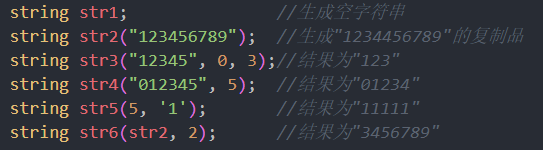 string str1;                //生成空字符串
string str2("123456789");  //生成"1234456789"的复制品
string str3("12345", 0, 3);//结果为"123"
string str4("012345", 5);  //结果为"01234"
string str5(5, '1');       //结果为"11111"
string str6(str2, 2);      //结果为"3456789"